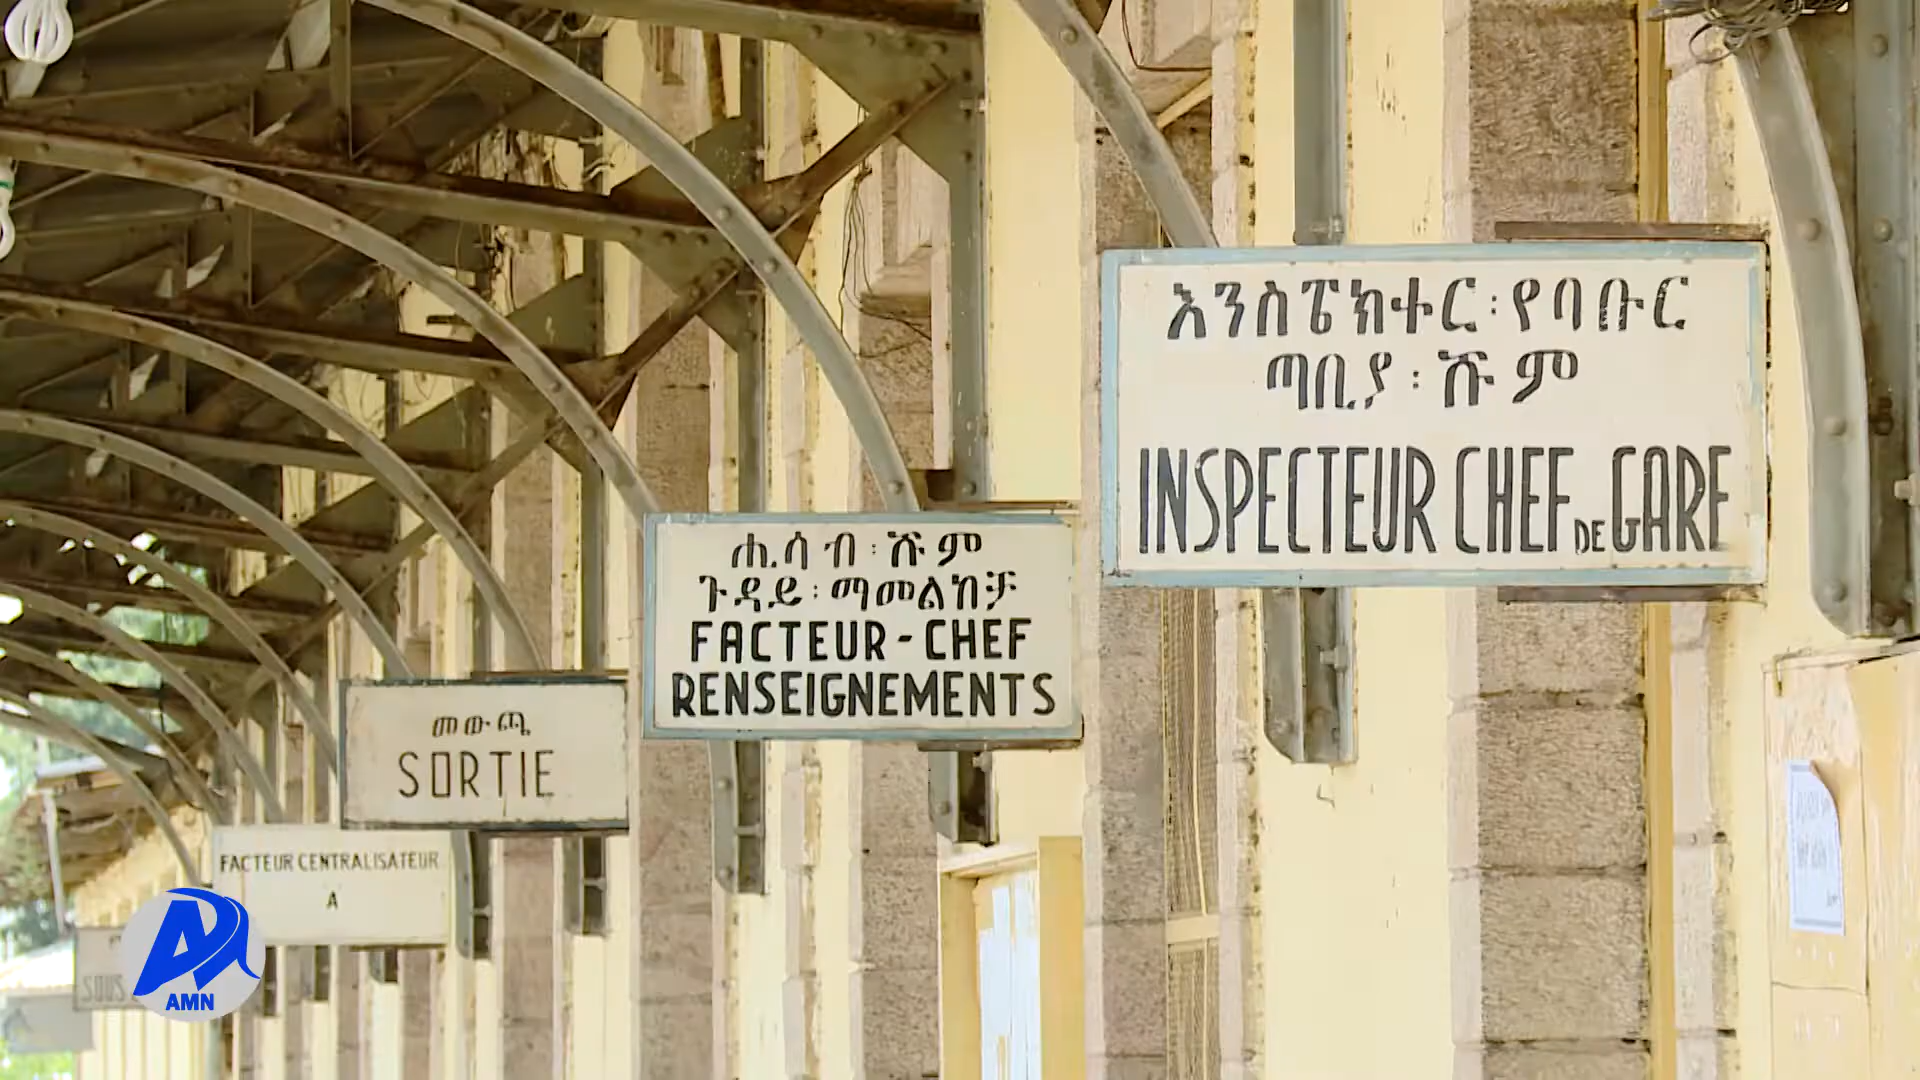 እንስፔክተር፡የባቡር
ጣቢያ፡ሹም
INSPECTEUR CHEF DE GARE
ሒሳብ፡ሹም
ጉዳይ፡ማመልከቻ
FACTEUR-CHEF
RENSEIGNEMENTS
መውጫ
SORTIE
FACTEUR CENTRALISATEUR
A
SOUS
AMN